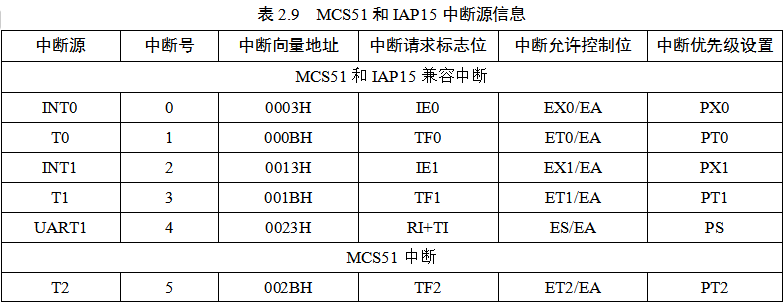 表 2.9 MCS51 和 IAP15 中断源信息
中断源 中断号 中断向量地址 中断请求标志位 中断允许控制位 中断优先级设置
MCS51 和 IAP15 兼容中断
INT0 0 0003H IE0 EX0/EA PX0
T0 1 000BH TF0 ET0/EA PT0
INT1 2 0013H IE1 EX1/EA PX1
T1 3 001BH TF1 ET1/EA PT1
UART1 4 0023H RI+TI ES/EA PS
MCS51 中断
T2 5 002BH TF2 ET2/EA PT2